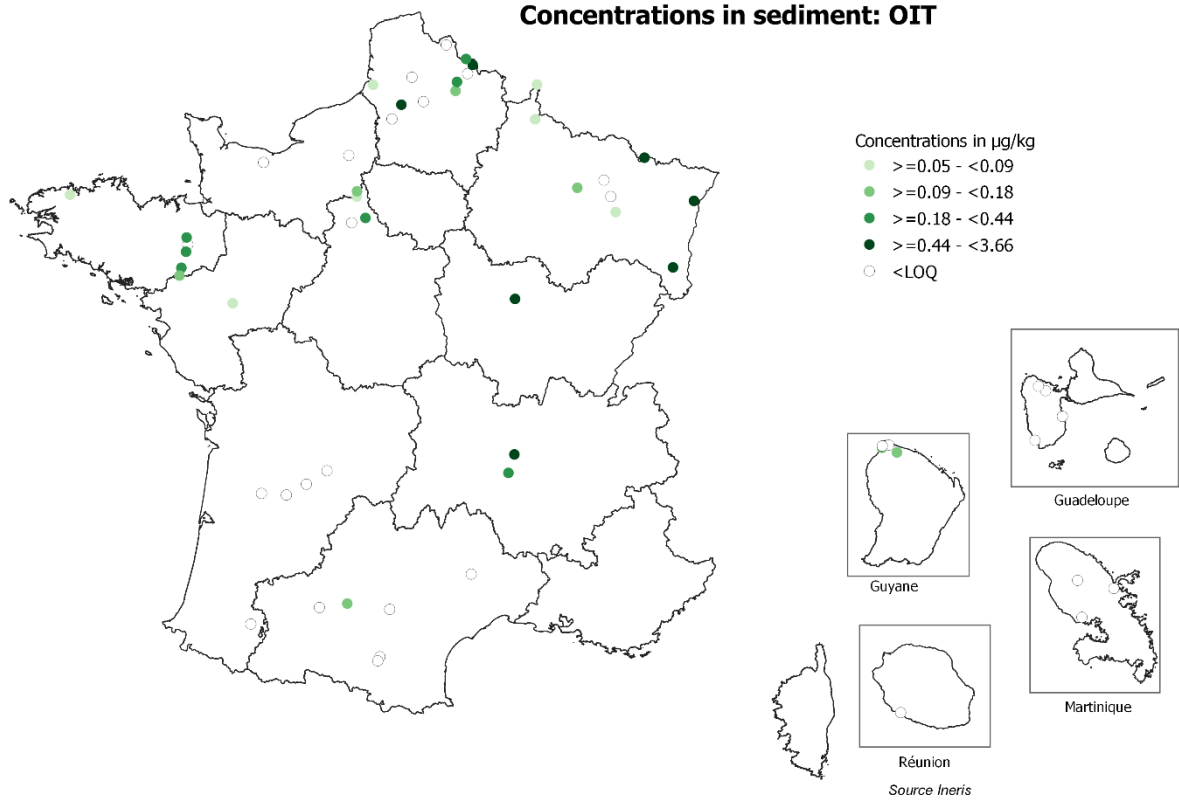 Concentrations in sediment: OIT
Concentrations in µg/kg
>=0.05 - <0.09
>=0.09 - <0.18
>=0.18 - <0.44
>=0.44 - <3.66
<LOQ
Guadeloupe
Guyane
Martinique
Réunion
Source Ineris